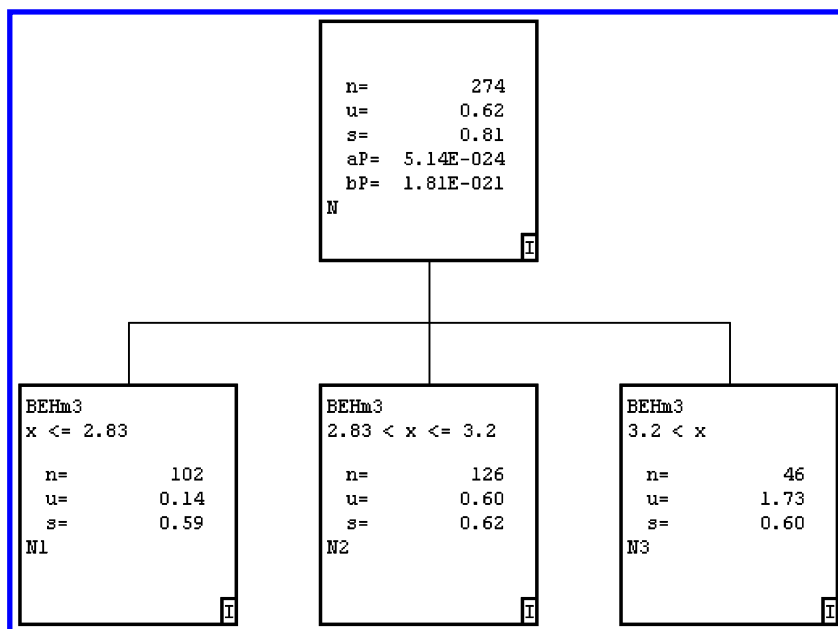 n= 274
u= 0.62
s= 0.81
aP= 5.14E-024
bP= 1.81E-021
N
I
BEHm3
x <= 2.83
n= 102
u= 0.14
s= 0.59
N1
I
BEHm3
2.83 < x <= 3.2
n= 126
u= 0.60
s= 0.62
N2
I
BEHm3
3.2 < x
n= 46
u= 1.73
s= 0.60
N3
I